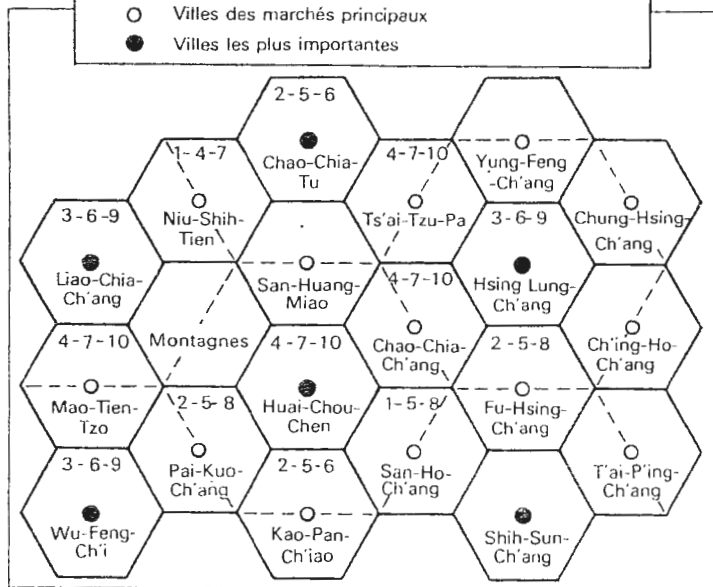 Villes des marchés principaux
Villes les plus importantes
2-5-6
Chao-Chia-
Tu
1-4-7
Niu-Shih-
Tien
4-7-10
Ts'ai-Tzu-Pa
Yung-Feng
-Ch'ang
Chung-Hsing-
Ch'ang
3-6-9
Liao-Chia-
Ch'ang
San-Huang-
Miao
3-6-9
Hsing Lung-
Ch'ang
Montagnes
4-7-10
Chao-Chia-
Ch'ang
Ch'ing-Ho-
Ch'ang
4-7-10
Mao-Tien-
Tzo
4-7-10
Huai-Chou-
Chen
2-5-8
Fu-Hsing-
Ch'ang
2-5-8
Pai-Kuo-
Ch'ang
1-5-8
San-Ho-
Ch'ang
T'ai-P'ing-
Ch'ang
3-6-9
Wu-Feng-
Ch'i
2-5-6
Kao-Pan-
Ch'iao
Shih-Sun-
Ch'ang